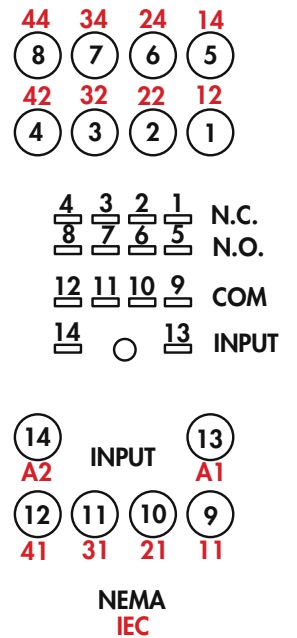 44 34 24 14
8 7 6 5
42 32 22 12
4 3 2 1
4 3 2 1 N.C.
8 7 6 5 N.O.
12 11 10 9 COM
14 13 INPUT
14 INPUT 13
A2 A1
12 11 10 9
41 31 21 11
NEMA
IEC